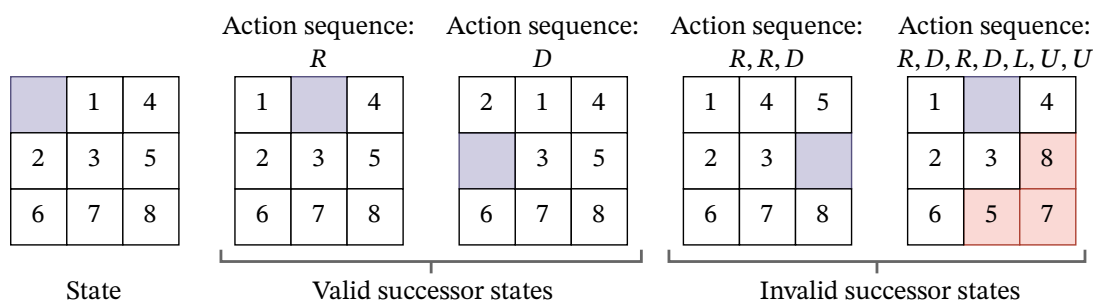 Action sequence: Action sequence: Action sequence: Action sequence:
R D R, R, D R, D, R, D, L, U, U
1 4 1 4 2 1 4 1 4 5 1 4
2 3 5 2 3 5 3 5 2 3 2 3 8
6 7 8 6 7 8 6 7 8 6 7 8 6 5 7
State Valid successor states Invalid successor states